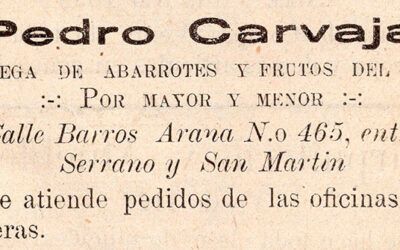 Pedro Carvaja
EGA DE ABARROTES Y FRUTOS DEL
:-: POR MAYOR Y MENOR :-:
Calle Barros Arana N.o 465, ent
Serrano y San Martin
e atiende pedidos de las oficinas
eras.